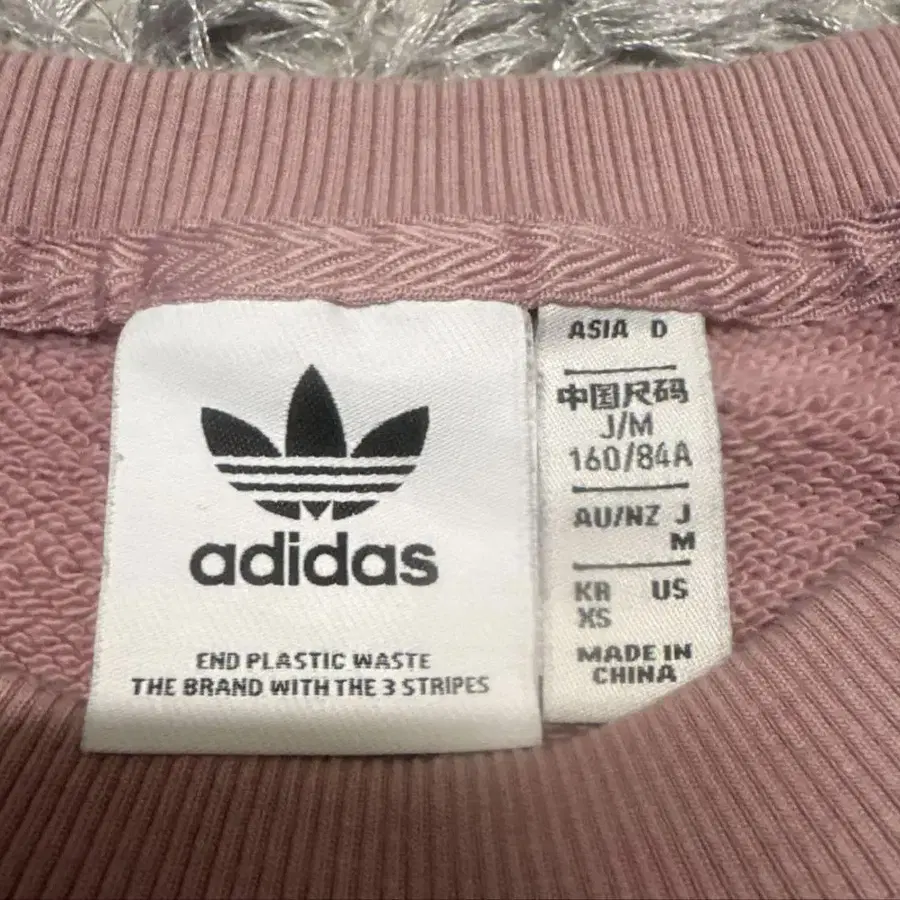 adidas
END PLASTIC WASTE
THE BRAND WITH THE 3 STRIPES
ASIA D
中国尺码
J/M
160/84A
AU/NZ J
M
KR US
XS
MADE IN
CHINA